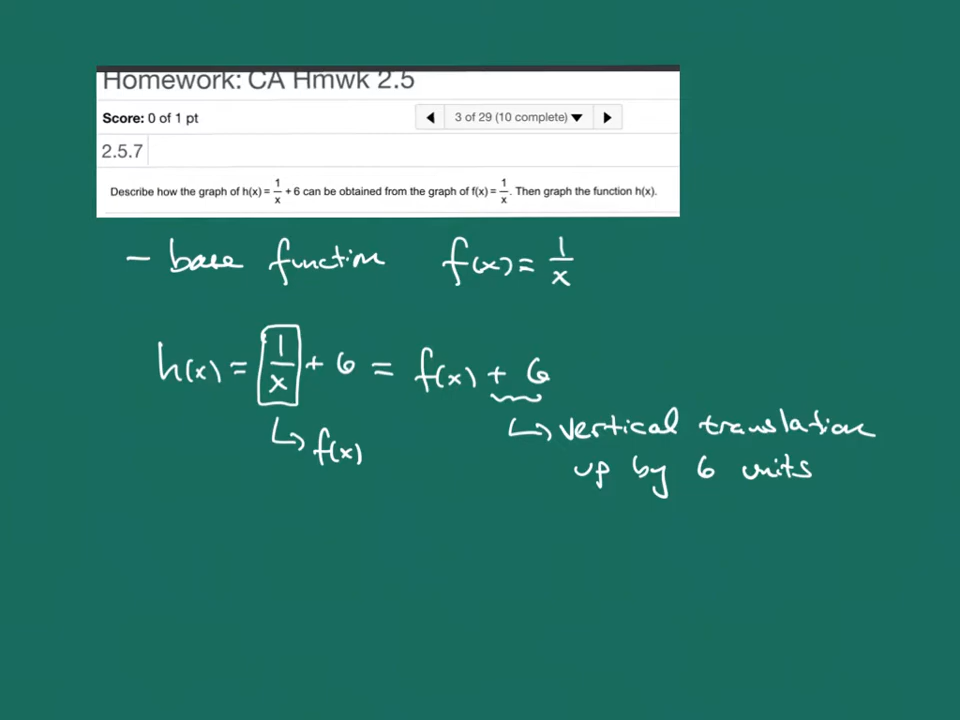 Homework: CA Hmwk 2.5
Score: 0 of 1 pt
3 of 29 (10 complete)
2.5.7
Describe how the graph of h(x) = 1/x + 6 can be obtained from the graph of f(x) = 1/x. Then graph the function h(x).
- base function f(x) = 1/x
h(x) = 1/x + 6 = f(x) + 6
↳ f(x)
↳ vertical translation
up by 6 units